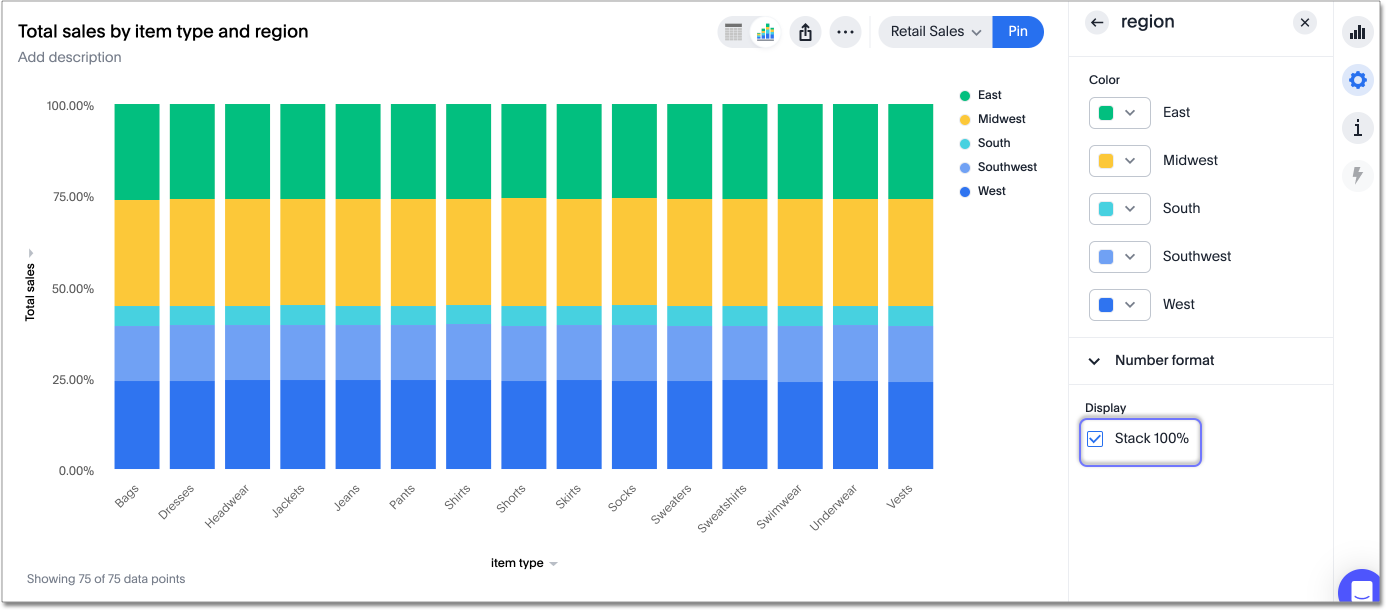 Total sales by item type and region
Add description
Retail Sales
Pin
100.00%
75.00%
50.00%
25.00%
0.00%
Total sales
Bags
Dresses
Headwear
Jackets
Jeans
Pants
Shirts
Shorts
Skirts
Socks
Sweaters
Sweatshirts
Swimwear
Underwear
Vests
item type
Showing 75 of 75 data points
East
Midwest
South
Southwest
West
region
Color
East
Midwest
South
Southwest
West
Number format
Display
Stack 100%